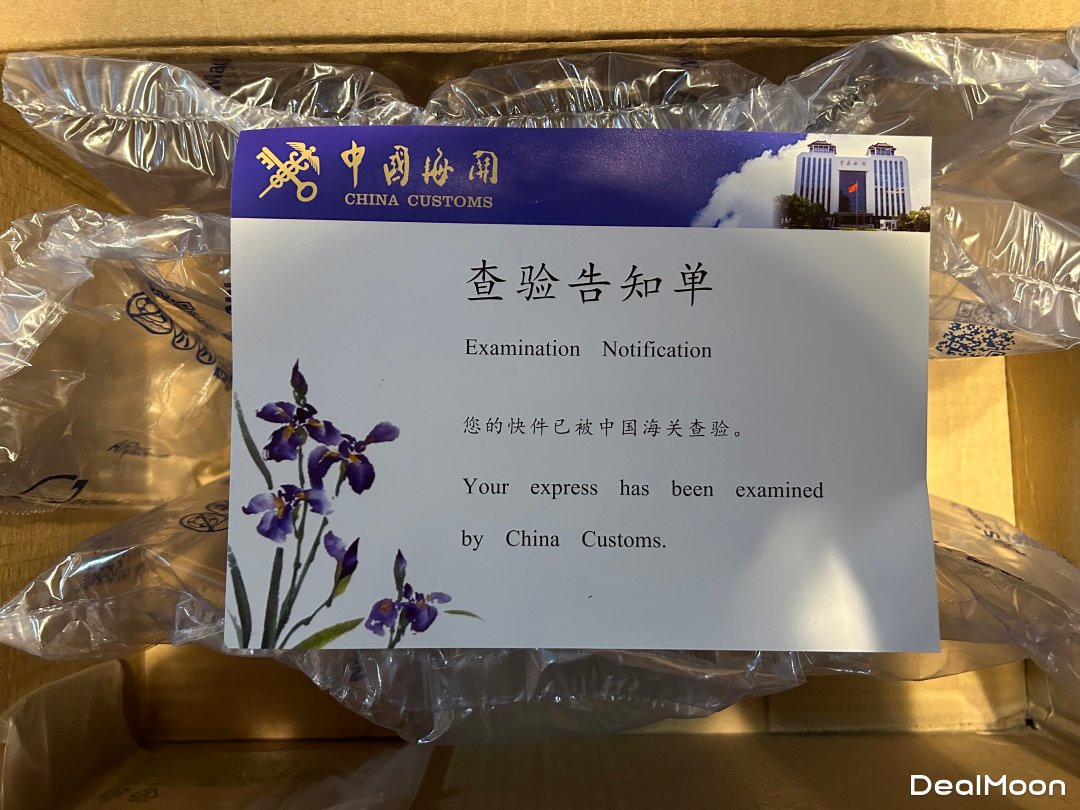 中国海关
CHINA CUSTOMS
查验告知单
Examination Notification
您的快件已被中国海关查验。
Your express has been examined
by China Customs.
DealMoon